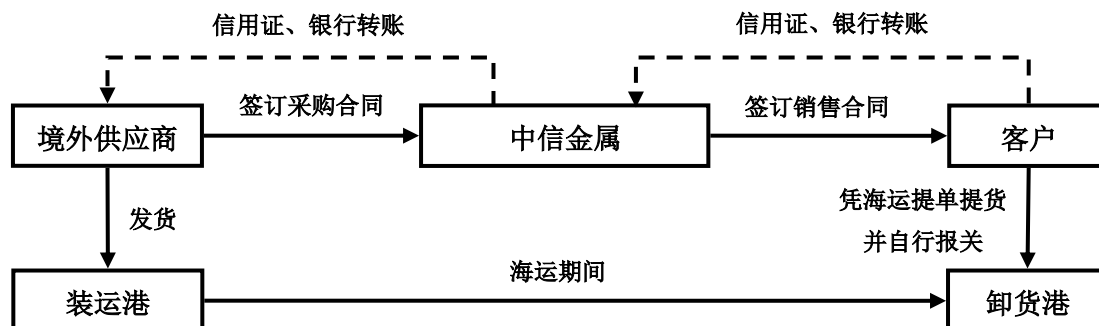 信用证、银行转账
信用证、银行转账
签订采购合同
签订销售合同
境外供应商
中信金属
客户
发货
凭海运提单提货
并自行报关
海运期间
装运港
卸货港